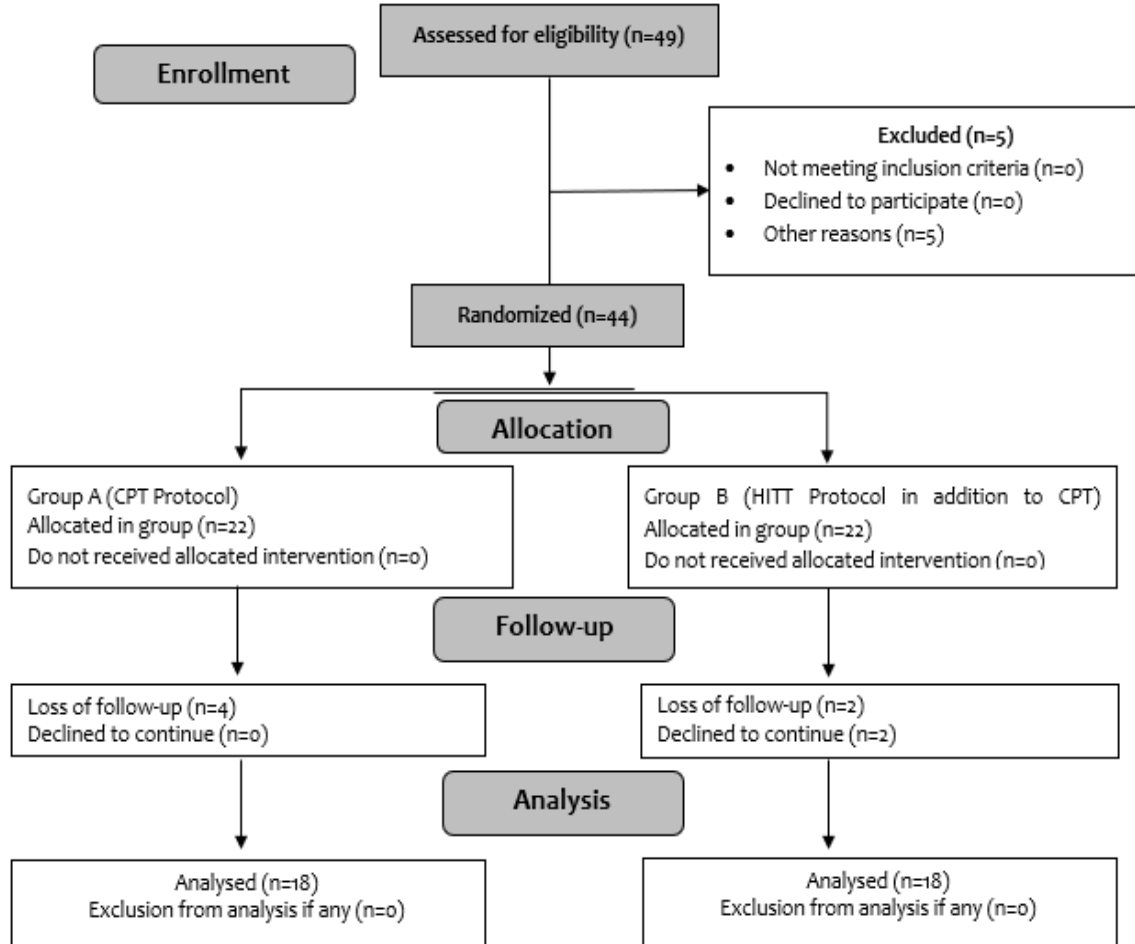 Assessed for eligibility (n=49)
Enrollment
Excluded (n=5)
• Not meeting inclusion criteria (n=0)
• Declined to participate (n=0)
• Other reasons (n=5)
Randomized (n=44)
Allocation
Group A (CPT Protocol)
Allocated in group (n=22)
Do not received allocated intervention (n=0)
Group B (HITT Protocol in addition to CPT)
Allocated in group (n=22)
Do not received allocated intervention (n=0)
Follow-up
Loss of follow-up (n=4)
Declined to continue (n=0)
Loss of follow-up (n=2)
Declined to continue (n=2)
Analysis
Analysed (n=18)
Exclusion from analysis if any (n=0)
Analysed (n=18)
Exclusion from analysis if any (n=0)